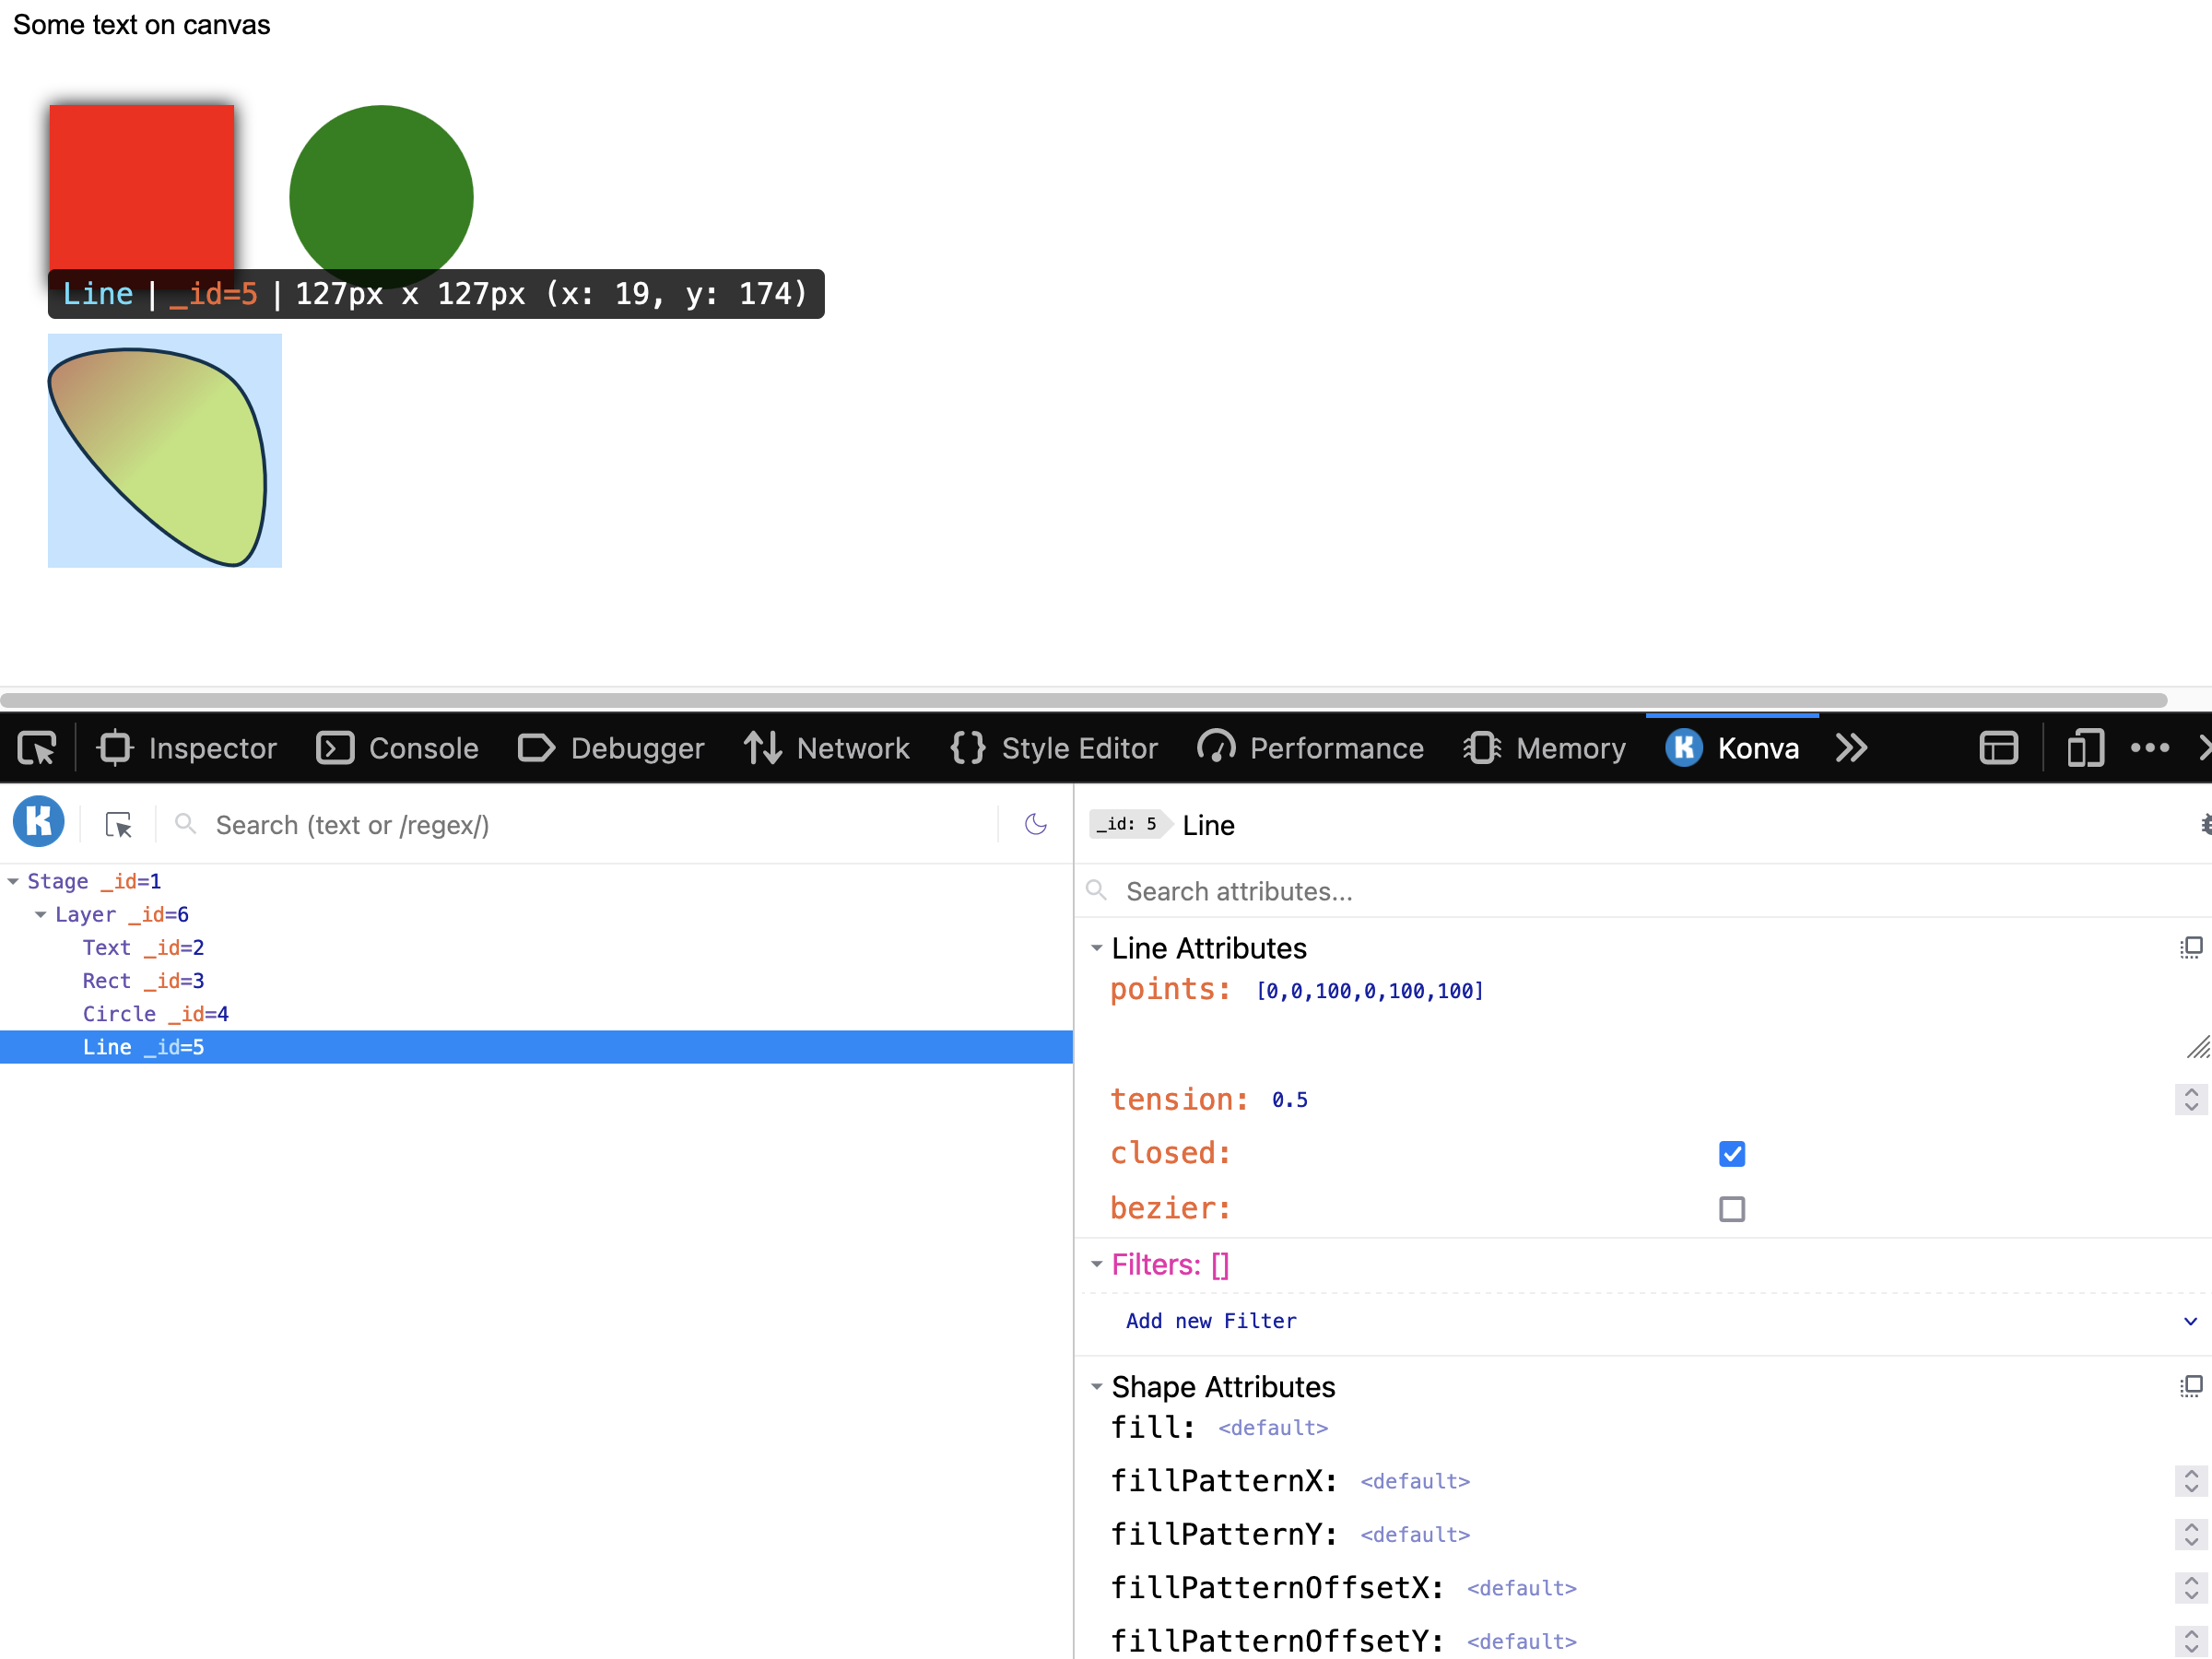 Some text on canvas
Line | _id=5 | 127px x 127px (x: 19, y: 174)
Inspector Console Debugger Network Style Editor Performance Memory Konva
Search (text or /regex/)
_id: 5 Line
Stage _id=1
Layer _id=6
Text _id=2
Rect _id=3
Circle _id=4
Line _id=5
Search attributes...
Line Attributes
points: [0,0,100,0,100,100]
tension: 0.5
closed:
bezier:
Filters: []
Add new Filter
Shape Attributes
fill: <default>
fillPatternX: <default>
fillPatternY: <default>
fillPatternOffsetX: <default>
fillPatternOffsetY: <default>